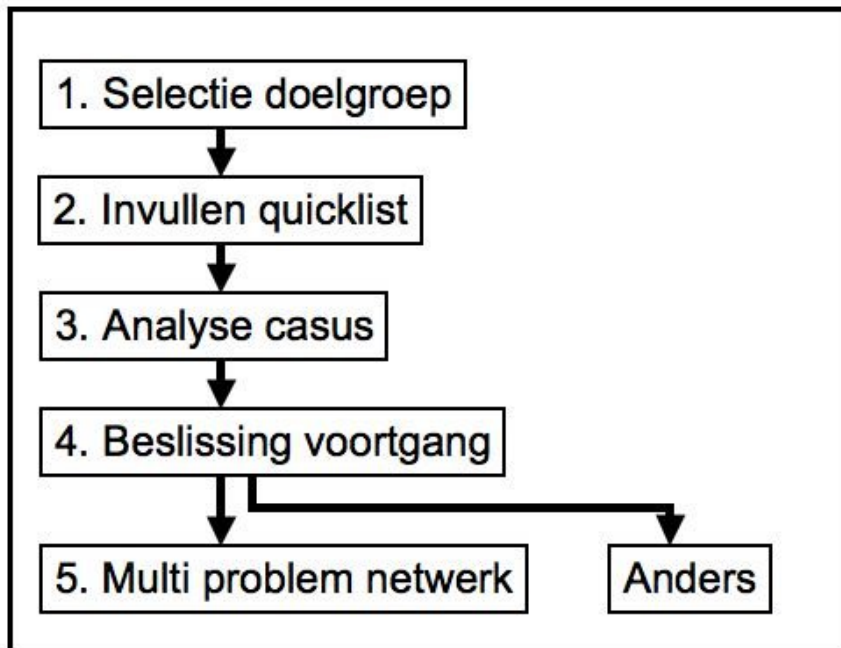 1. Selectie doelgroep
2. Invullen quicklist
3. Analyse casus
4. Beslissing voortgang
5. Multi problem netwerk
Anders